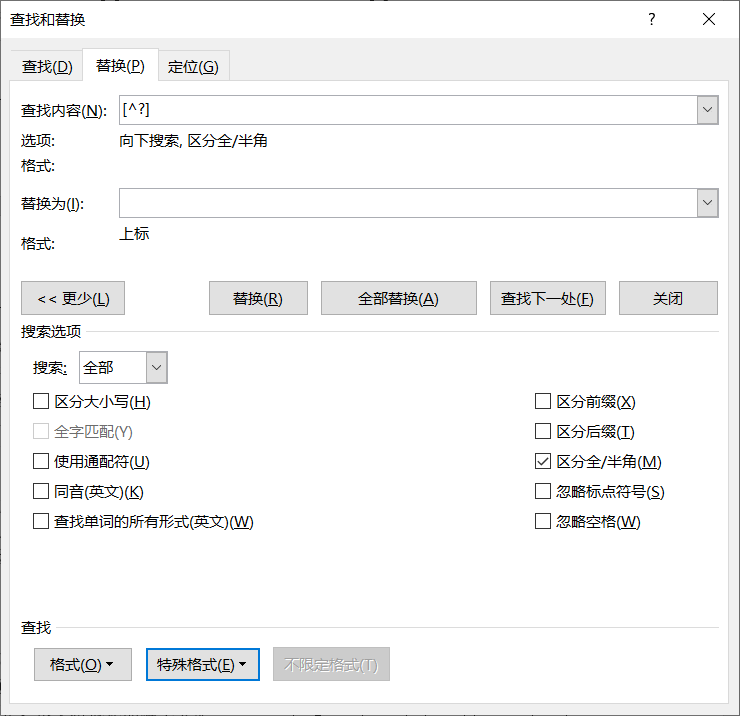 查找和替换
查找(D) 替换(P) 定位(G)
查找内容(N): [^?]
选项: 向下搜索, 区分全/半角
格式:
替换为(I):
格式: 上标
<< 更少(L) 替换(R) 全部替换(A) 查找下一处(F) 关闭
搜索选项
搜索: 全部
区分大小写(H) 区分前缀(X)
全字匹配(Y) 区分后缀(T)
使用通配符(U) 区分全/半角(M)
同音(英文)(K) 忽略标点符号(S)
查找单词的所有形式(英文)(W) 忽略空格(W)
查找
格式(O) 特殊格式(E) 不限定格式(T)